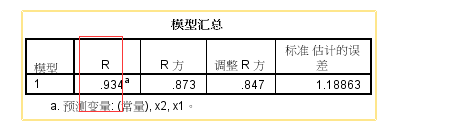 模型汇总
模型 R R 方 调整 R 方 标准 估计的误差
1 .934a .873 .847 1.18863
a. 预测变量: (常量), x2, x1。